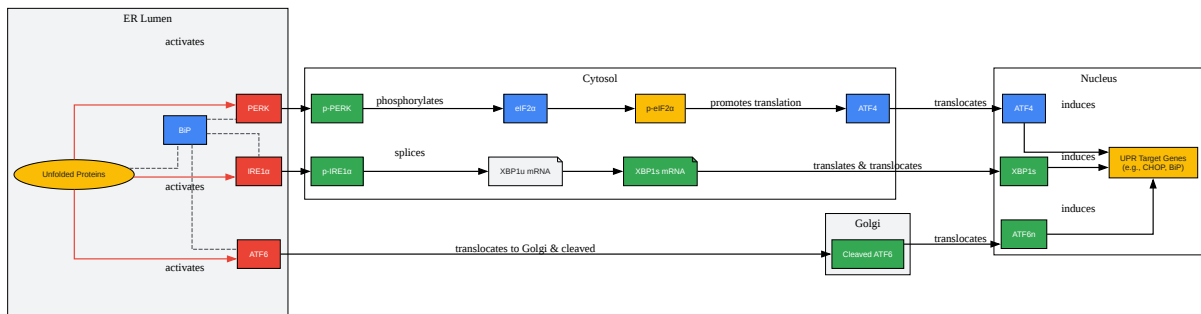 ER Lumen
activates
PERK
BiP
Unfolded Proteins
IRE1α
activates
ATF6
activates
Cytosol
p-PERK
phosphorylates
eIF2α
p-eIF2α
promotes translation
ATF4
p-IRE1α
splices
XBP1u mRNA
XBP1s mRNA
translates & translocates
translocates to Golgi & cleaved
Golgi
Cleaved ATF6
translocates
translocates
Nucleus
ATF4
induces
XBP1s
induces
ATF6n
induces
UPR Target Genes
(e.g., CHOP, BiP)